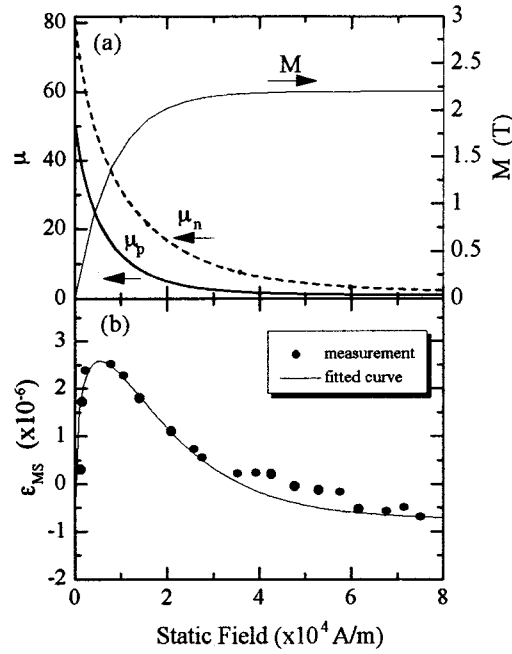 (a)
80
60
40
20
0
μ
3
2.5
2
1.5
1
0.5
0
M (T)
M
μn
μp
(b)
3
2
1
0
-1
-2
εMS (x10⁻⁶)
measurement
fitted curve
0 2 4 6 8
Static Field (x10⁴ A/m)